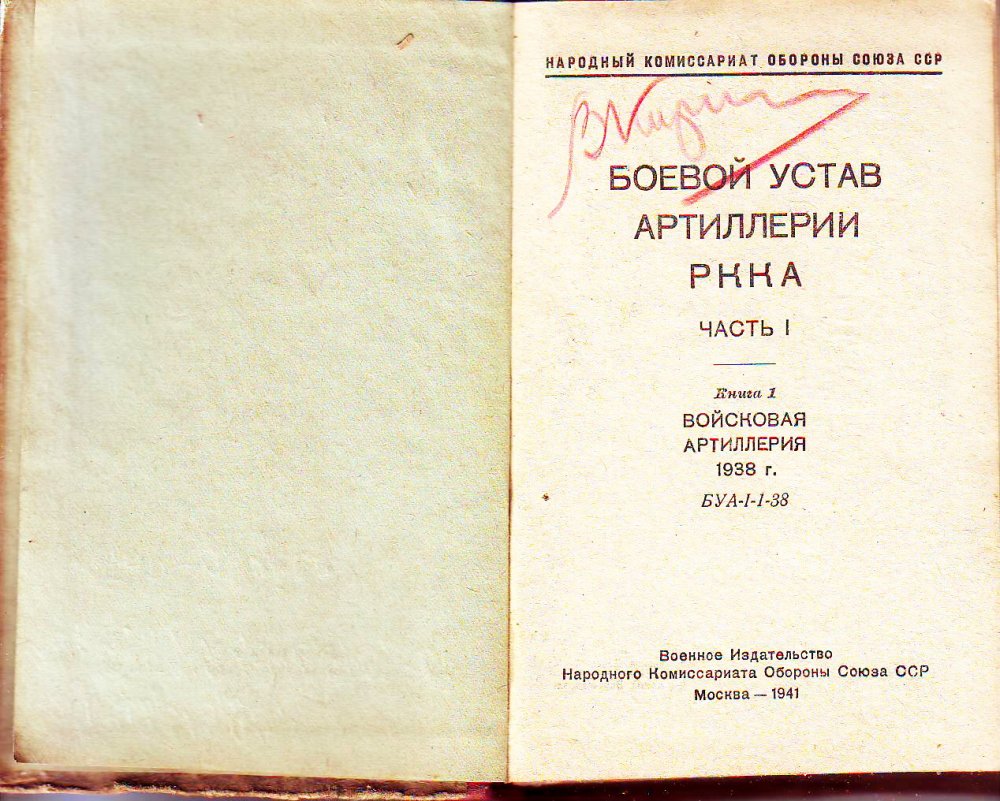 НАРОДНЫЙ КОМИССАРИАТ ОБОРОНЫ СОЮЗА ССР
БОЕВОЙ УСТАВ
АРТИЛЛЕРИИ
РККА
ЧАСТЬ I
Книга 1
ВОЙСКОВАЯ
АРТИЛЛЕРИЯ
1938 г.
БУА-I-1-38
Военное Издательство
Народного Комиссариата Обороны Союза ССР
Москва — 1941